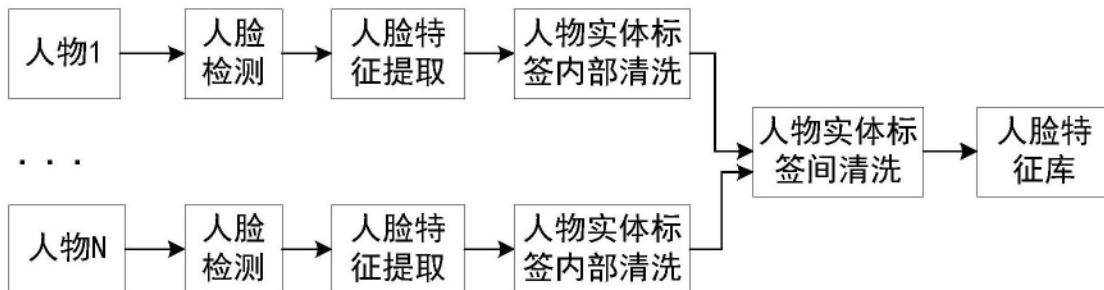 人物1
人脸
检测
人脸特
征提取
人物实体标
签内部清洗
人物实体标
签间清洗
人脸特
征库
...
人物N
人脸
检测
人脸特
征提取
人物实体标
签内部清洗